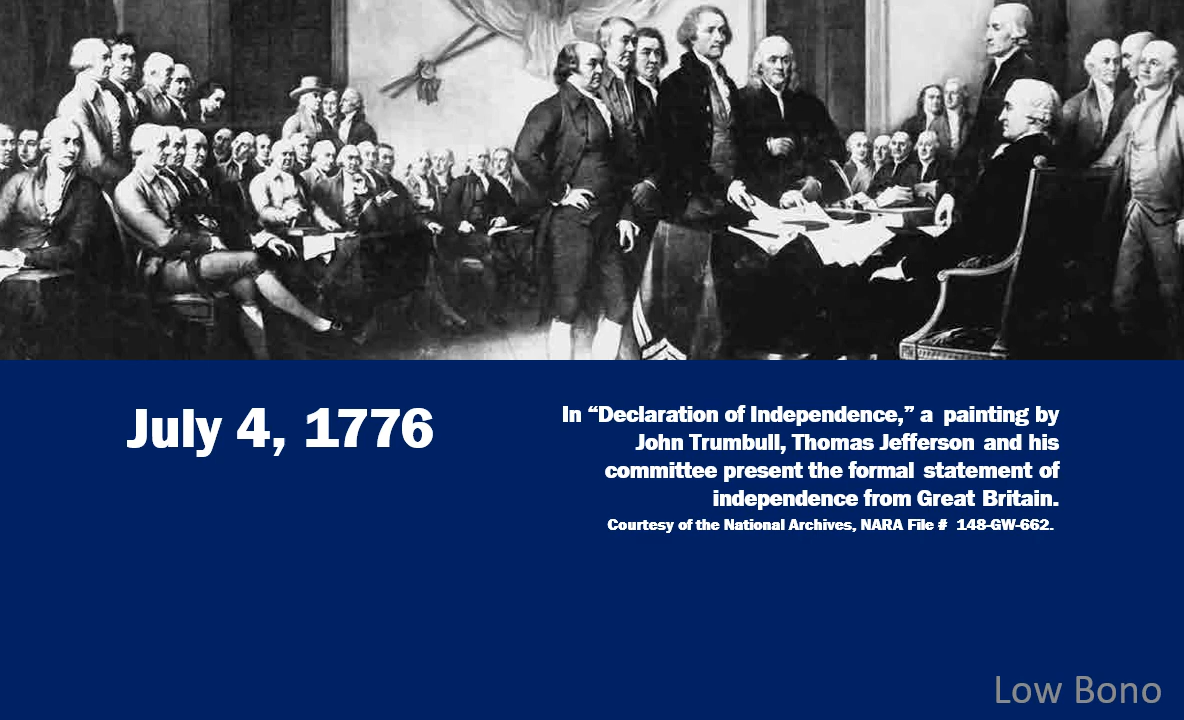 July 4, 1776
In “Declaration of Independence,” a painting by
John Trumbull, Thomas Jefferson and his
committee present the formal statement of
independence from Great Britain.
Courtesy of the National Archives, NARA File # 148-GW-662.
Low Bono